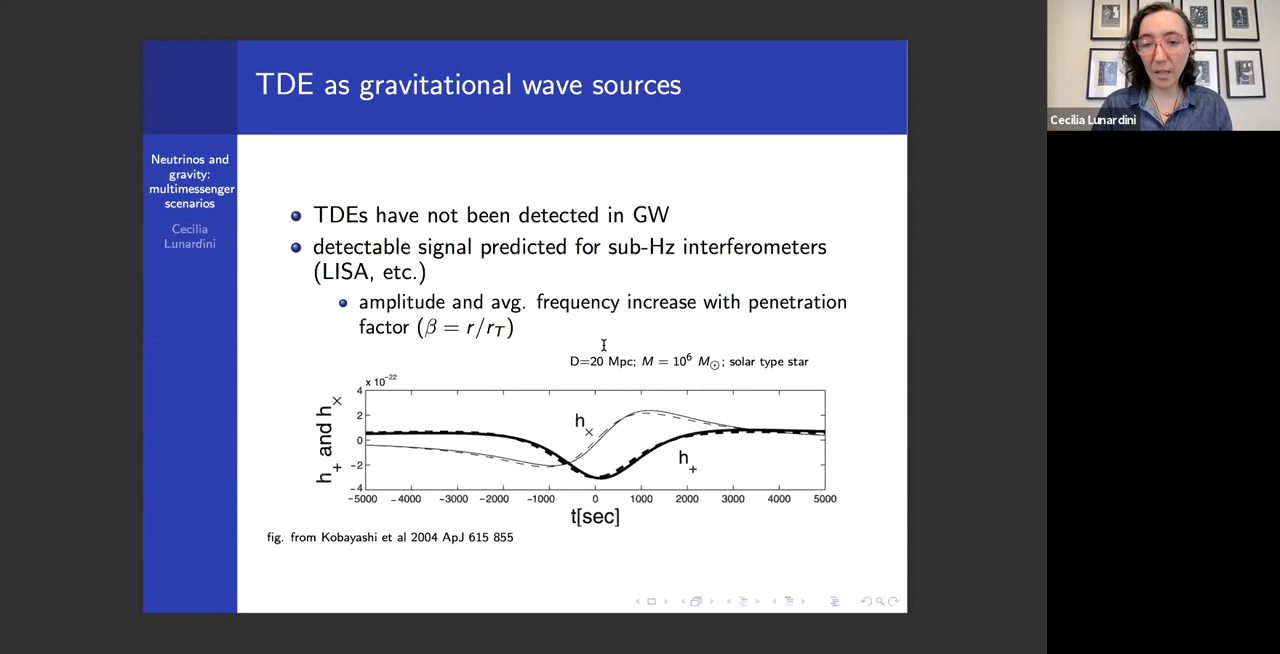 TDE as gravitational wave sources
Neutrinos and
gravity:
multimessenger
scenarios
Cecilia
Lunardini
TDEs have not been detected in GW
detectable signal predicted for sub-Hz interferometers
(LISA, etc.)
amplitude and avg. frequency increase with penetration
factor (β = r/r_T)
D=20 Mpc; M = 10⁶ M_⊙; solar type star
x 10⁻²²
4
2
0
−2
−4
h₊ and h_×
h_×
h₊
−5000 −4000 −3000 −2000 −1000 0 1000 2000 3000 4000 5000
t[sec]
fig. from Kobayashi et al 2004 ApJ 615 855
Cecilia Lunardini